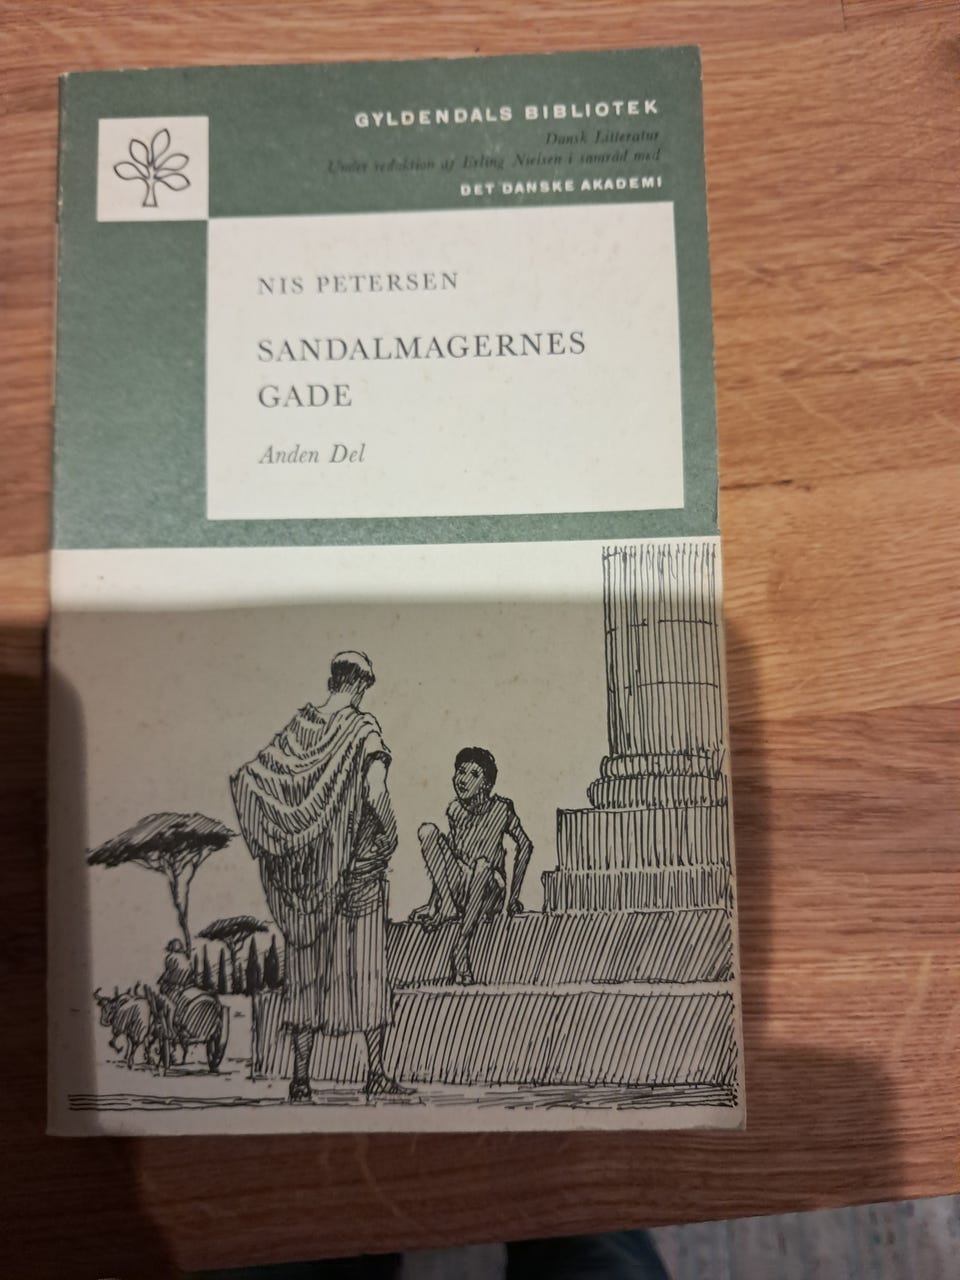 GYLDENDALS BIBLIOTEK
Dansk Litteratur
Under redaktion af Erling Nielsen i samråd med
DET DANSKE AKADEMI
NIS PETERSEN
SANDALMAGERNES
GADE
Anden Del